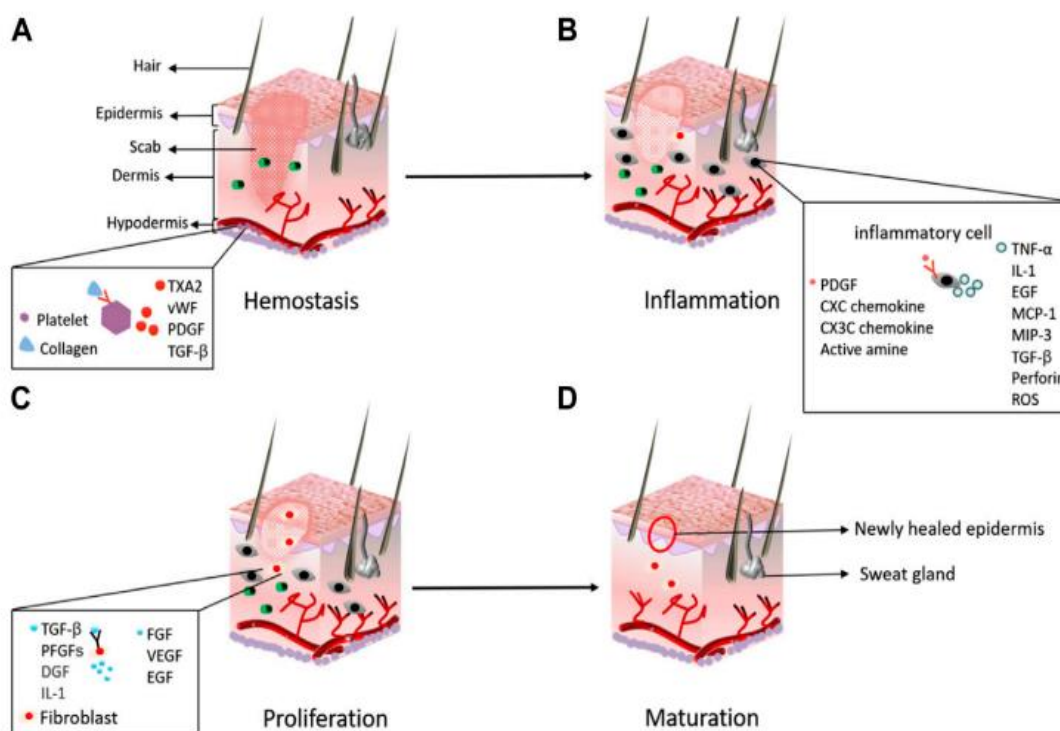 A
Hair
Epidermis
Scab
Dermis
Hypodermis
Platelet
Collagen
TXA2
vWF
PDGF
TGF-β
Hemostasis
B
inflammatory cell
PDGF
CXC chemokine
CX3C chemokine
Active amine
TNF-α
IL-1
EGF
MCP-1
MIP-3
TGF-β
Perforin
ROS
Inflammation
C
TGF-β
PFGFs
DGF
IL-1
Fibroblast
FGF
VEGF
EGF
Proliferation
D
Newly healed epidermis
Sweat gland
Maturation